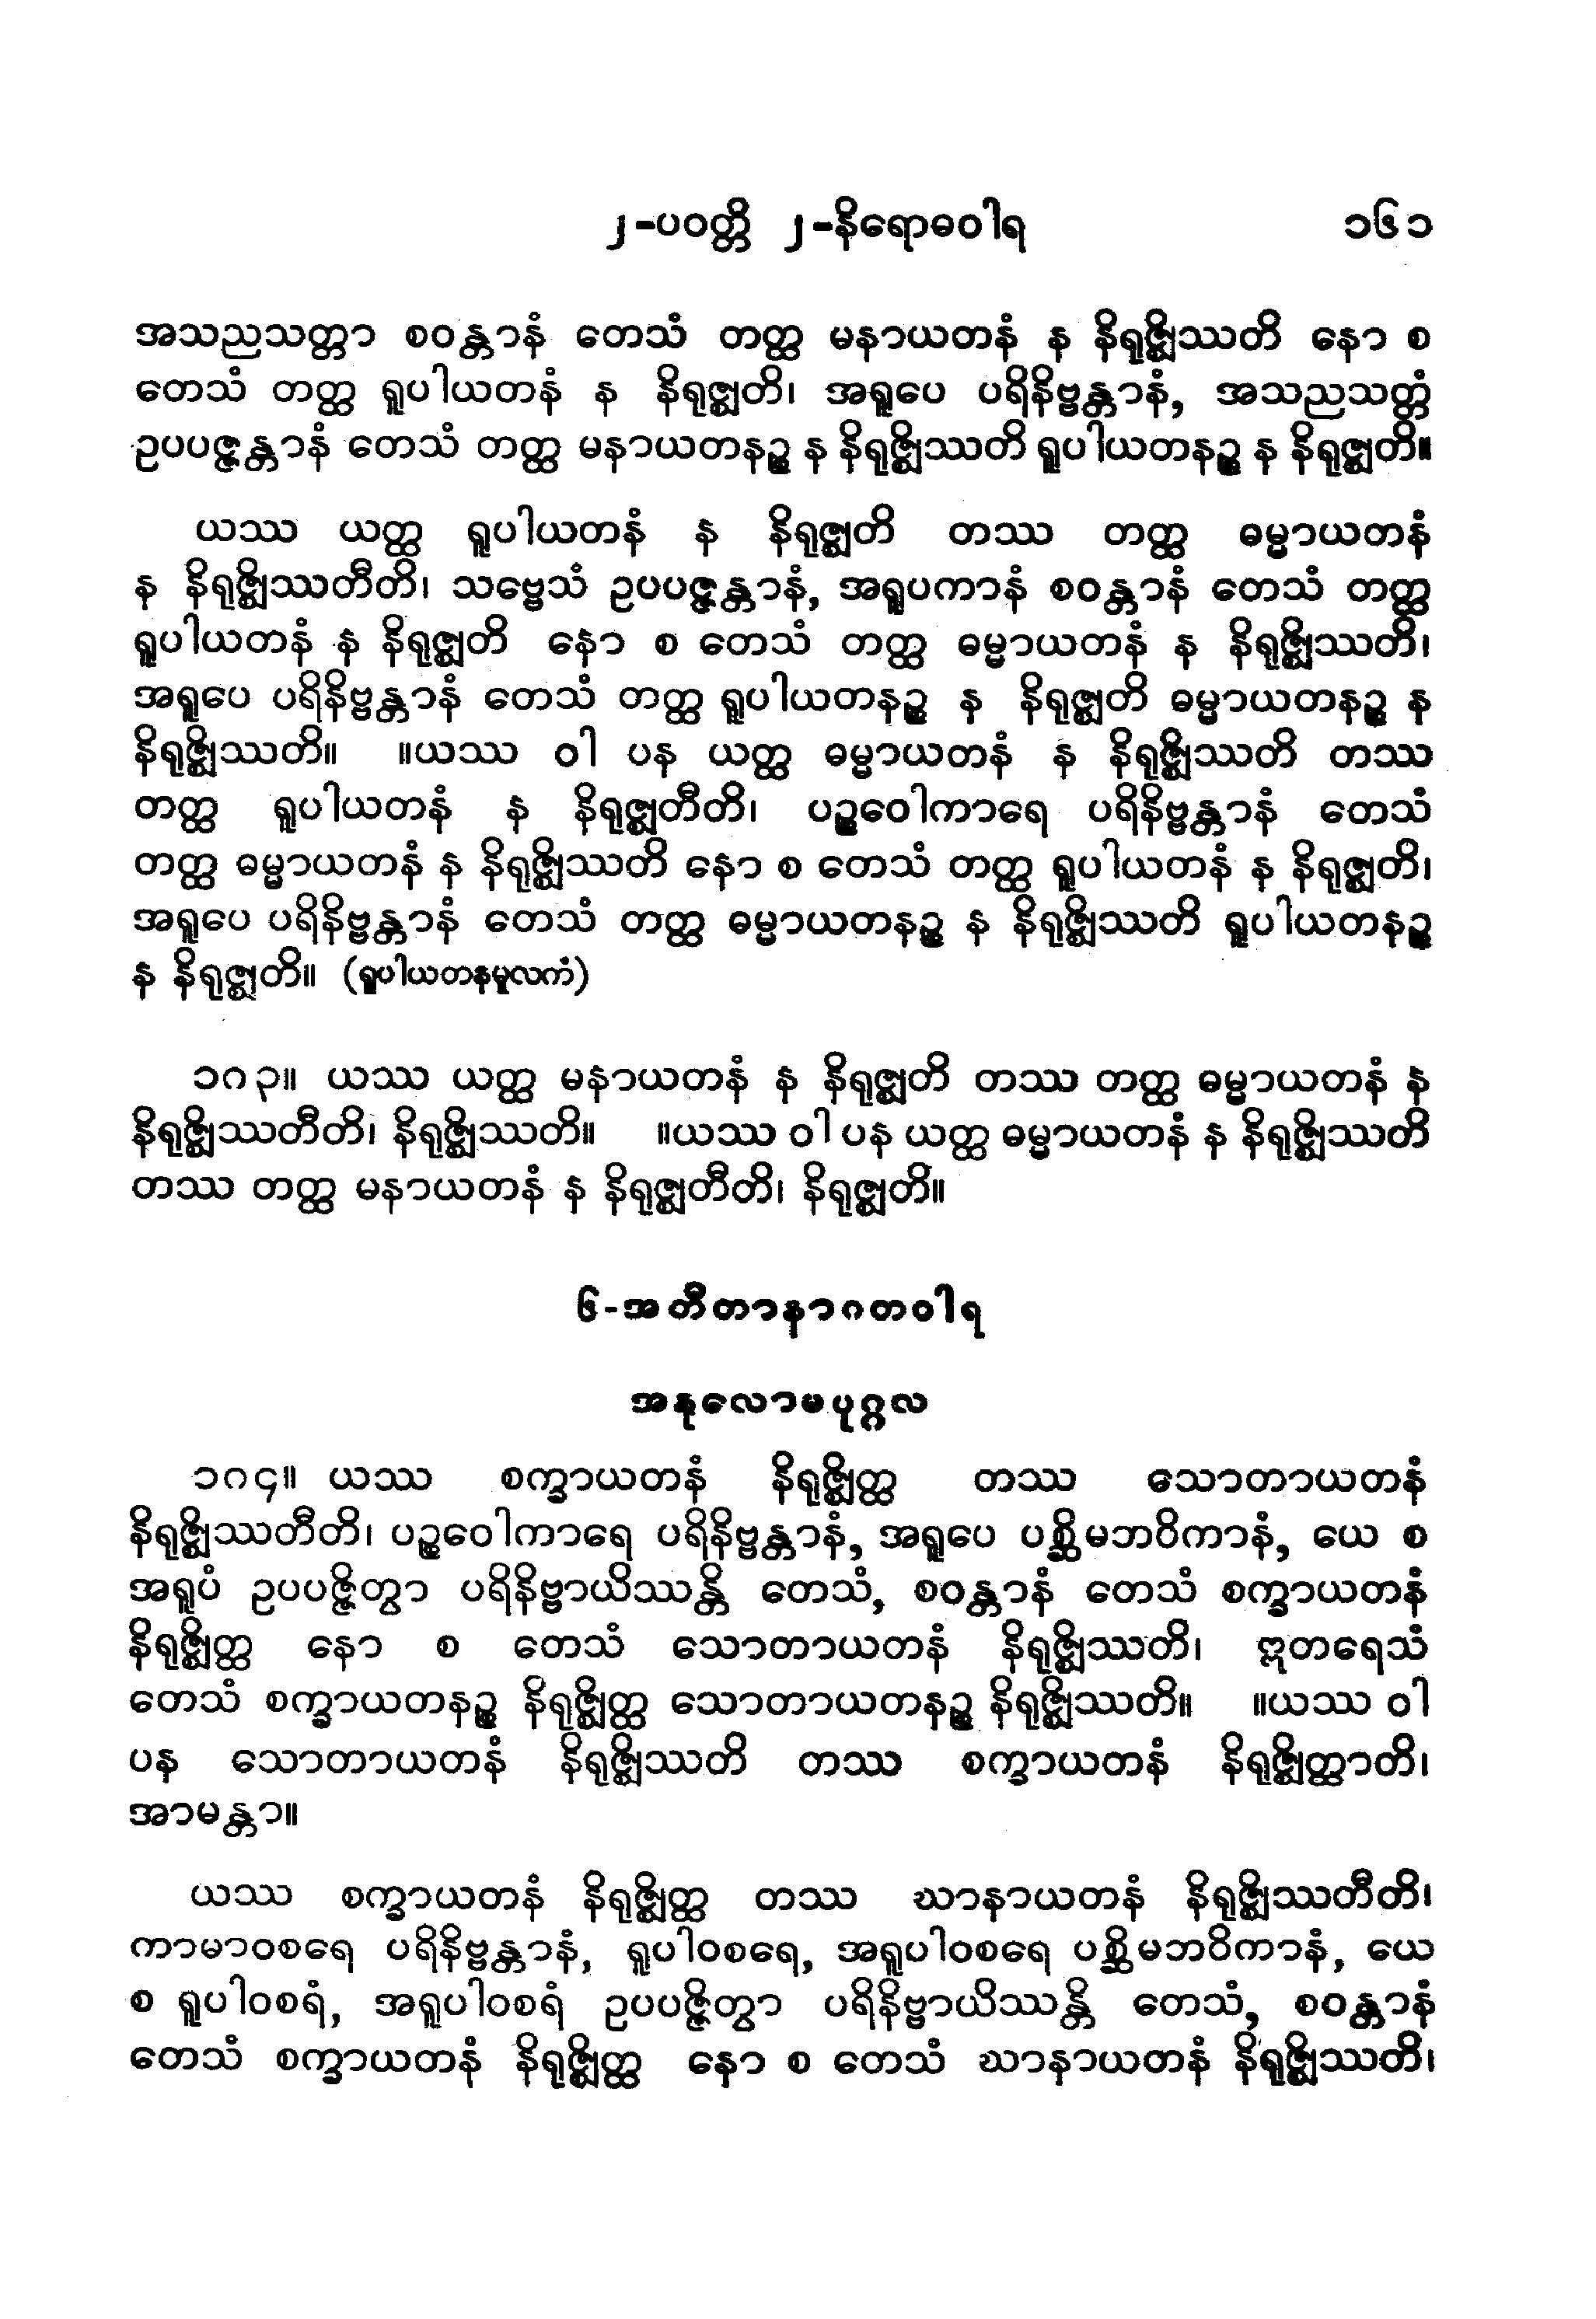 ၂-ပဝတ္တိ ၂-နိရောဓဝါရ ၁၆၁
အသညသတ္တာ စဝန္တာနံ တေသံ တတ္ထ မနာယတနံ န နိရုဇ္ဈိဿတိ နော စ
တေသံ တတ္ထ ရူပါယတနံ န နိရုဇ္ဈတိ၊ အရူပေ ပရိနိဗ္ဗန္တာနံ, အသညသတ္တံ
ဥပပဇ္ဇန္တာနံ တေသံ တတ္ထ မနာယတနဉ္စ န နိရုဇ္ဈိဿတိ ရူပါယတနဉ္စ န နိရုဇ္ဈတိ။
ယဿ ယတ္ထ ရူပါယတနံ န နိရုဇ္ဈတိ တဿ တတ္ထ ဓမ္မာယတနံ
န နိရုဇ္ဈိဿတီတိ၊ သဗ္ဗေသံ ဥပပဇ္ဇန္တာနံ, အရူပကာနံ စဝန္တာနံ တေသံ တတ္ထ
ရူပါယတနံ န နိရုဇ္ဈတိ နော စ တေသံ တတ္ထ ဓမ္မာယတနံ န နိရုဇ္ဈိဿတိ၊
အရူပေ ပရိနိဗ္ဗန္တာနံ တေသံ တတ္ထ ရူပါယတနဉ္စ န နိရုဇ္ဈတိ ဓမ္မာယတနဉ္စ န
နိရုဇ္ဈိဿတိ။ ။ယဿ ဝါ ပန ယတ္ထ ဓမ္မာယတနံ န နိရုဇ္ဈိဿတိ တဿ
တတ္ထ ရူပါယတနံ န နိရုဇ္ဈတီတိ၊ ပဉ္စဝေါကာရေ ပရိနိဗ္ဗန္တာနံ တေသံ
တတ္ထ ဓမ္မာယတနံ န နိရုဇ္ဈိဿတိ နော စ တေသံ တတ္ထ ရူပါယတနံ န နိရုဇ္ဈတိ၊
အရူပေ ပရိနိဗ္ဗန္တာနံ တေသံ တတ္ထ ဓမ္မာယတနဉ္စ န နိရုဇ္ဈိဿတိ ရူပါယတနဉ္စ
န နိရုဇ္ဈတိ။ (ရူပါယတနမူလကံ)
၁၈၃။ ယဿ ယတ္ထ မနာယတနံ န နိရုဇ္ဈတိ တဿ တတ္ထ ဓမ္မာယတနံ န
နိရုဇ္ဈိဿတီတိ၊ နိရုဇ္ဈိဿတိ။ ။ယဿ ဝါ ပန ယတ္ထ ဓမ္မာယတနံ န နိရုဇ္ဈိဿတိ
တဿ တတ္ထ မနာယတနံ န နိရုဇ္ဈတီတိ၊ နိရုဇ္ဈတိ။
၆-အတီတာနာဂတဝါရ
အနုလောမပုဂ္ဂလ
၁၈၄။ ယဿ စက္ခာယတနံ နိရုဇ္ဈိတ္ထ တဿ သောတာယတနံ
နိရုဇ္ဈိဿတီတိ၊ ပဉ္စဝေါကာရေ ပရိနိဗ္ဗန္တာနံ, အရူပေ ပစ္ဆိမဘဝိကာနံ, ယေ စ
အရူပံ ဥပပဇ္ဇိတွာ ပရိနိဗ္ဗာယိဿန္တိ တေသံ, စဝန္တာနံ တေသံ စက္ခာယတနံ
နိရုဇ္ဈိတ္ထ နော စ တေသံ သောတာယတနံ နိရုဇ္ဈိဿတိ၊ ဣတရေသံ
တေသံ စက္ခာယတနဉ္စ နိရုဇ္ဈိတ္ထ သောတာယတနဉ္စ နိရုဇ္ဈိဿတိ။ ။ယဿ ဝါ
ပန သောတာယတနံ နိရုဇ္ဈိဿတိ တဿ စက္ခာယတနံ နိရုဇ္ဈိတ္ထာတိ၊
အာမန္တာ။
ယဿ စက္ခာယတနံ နိရုဇ္ဈိတ္ထ တဿ ဃာနာယတနံ နိရုဇ္ဈိဿတီတိ၊
ကာမာဝစရေ ပရိနိဗ္ဗန္တာနံ, ရူပါဝစရေ, အရူပါဝစရေ ပစ္ဆိမဘဝိကာနံ, ယေ
စ ရူပါဝစရံ, အရူပါဝစရံ ဥပပဇ္ဇိတွာ ပရိနိဗ္ဗာယိဿန္တိ တေသံ, စဝန္တာနံ
တေသံ စက္ခာယတနံ နိရုဇ္ဈိတ္ထ နော စ တေသံ ဃာနာယတနံ နိရုဇ္ဈိဿတိ၊